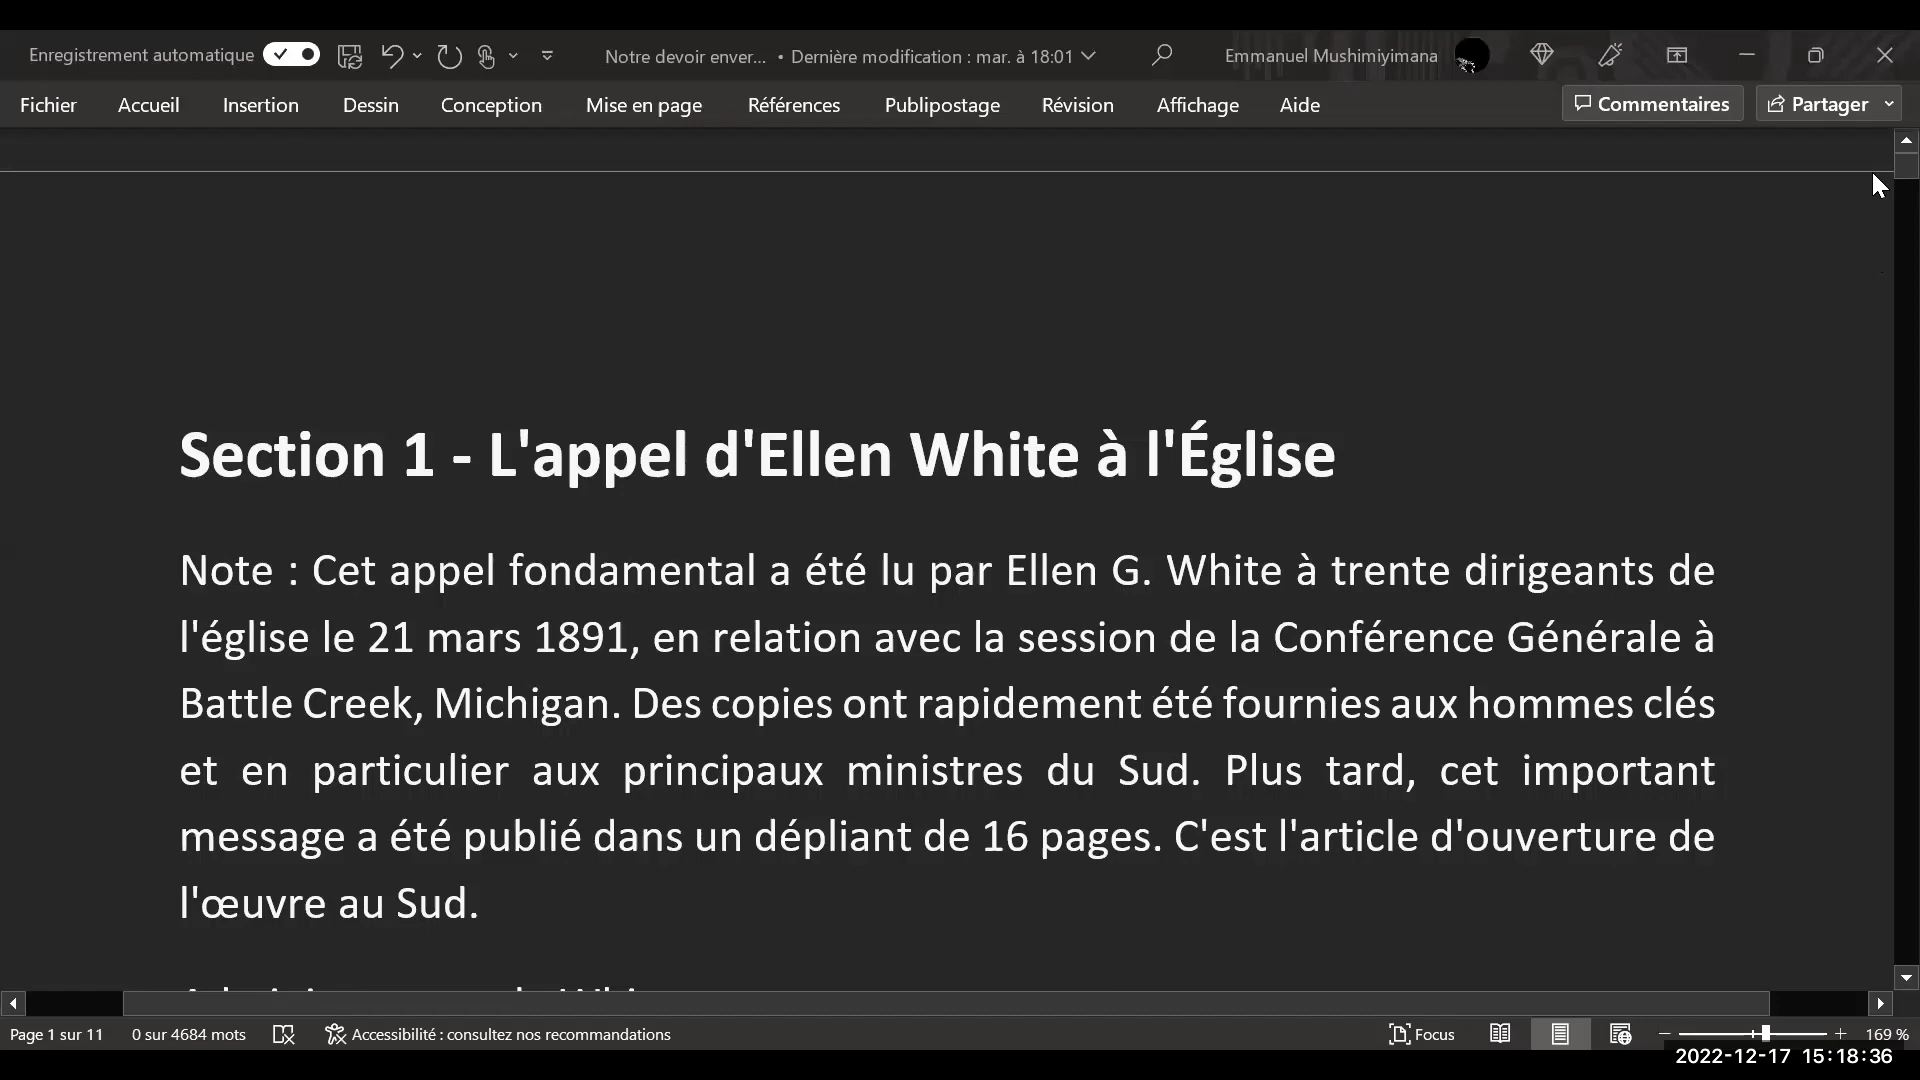 Enregistrement automatique
Notre devoir enver... • Dernière modification : mar. à 18:01
Emmanuel Mushimiyimana
Fichier Accueil Insertion Dessin Conception Mise en page Références Publipostage Révision Affichage Aide Commentaires Partager
Section 1 - L'appel d'Ellen White à l'Église
Note : Cet appel fondamental a été lu par Ellen G. White à trente dirigeants de
l'église le 21 mars 1891, en relation avec la session de la Conférence Générale à
Battle Creek, Michigan. Des copies ont rapidement été fournies aux hommes clés
et en particulier aux principaux ministres du Sud. Plus tard, cet important
message a été publié dans un dépliant de 16 pages. C'est l'article d'ouverture de
l'œuvre au Sud.
Page 1 sur 11 0 sur 4684 mots Accessibilité : consultez nos recommandations Focus 169 %
2022-12-17 15:18:36